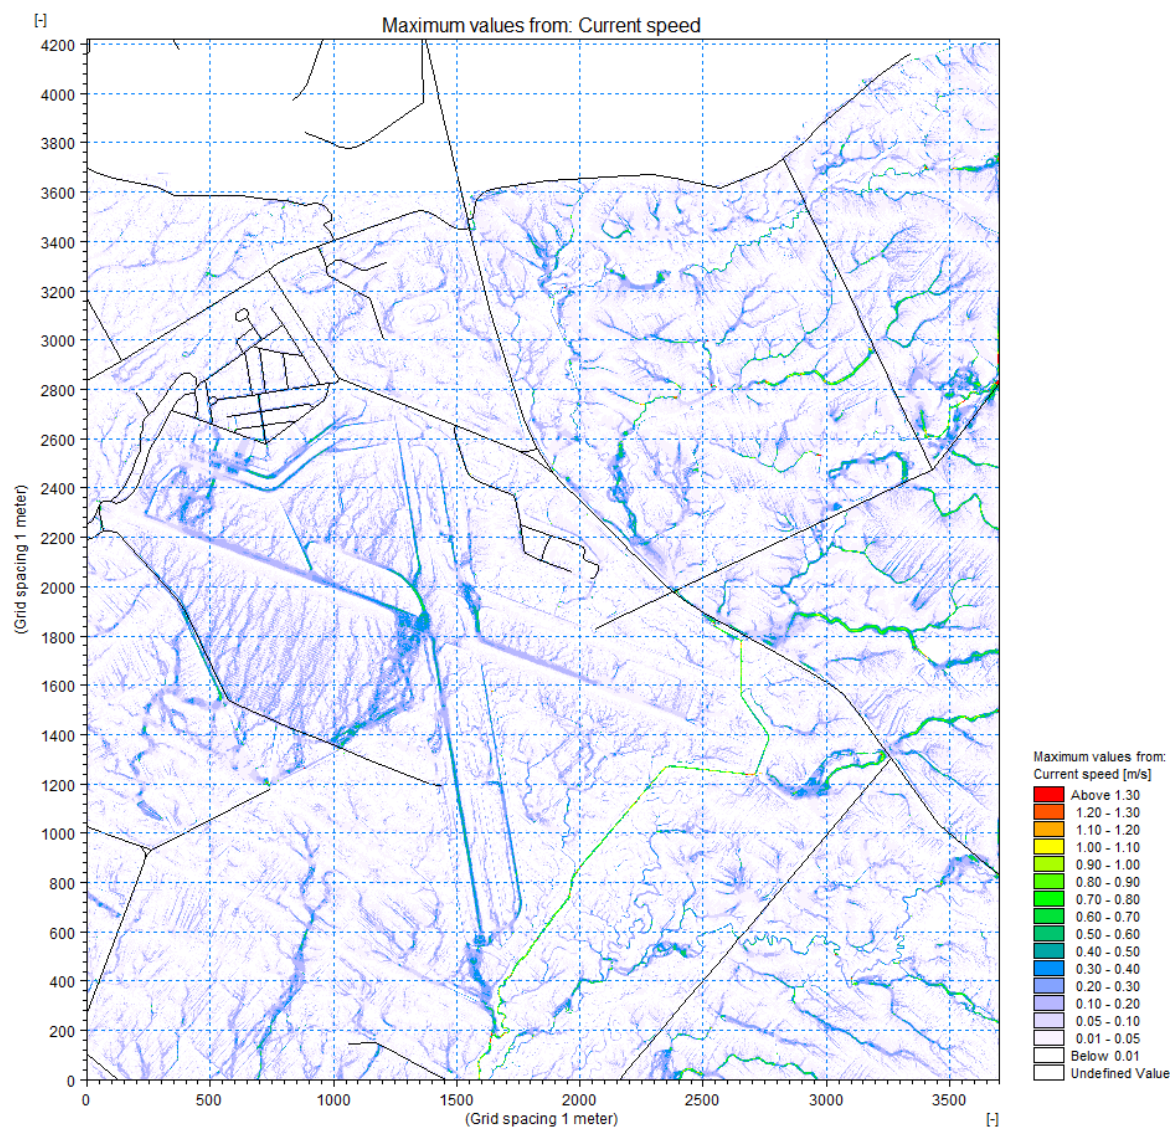 [-]
Maximum values from: Current speed
4200
4000
3800
3600
3400
3200
3000
2800
2600
2400
2200
2000
1800
1600
1400
1200
1000
800
600
400
200
0
(Grid spacing 1 meter)
0 500 1000 1500 2000 2500 3000 3500
(Grid spacing 1 meter) [-]
Maximum values from:
Current speed [m/s]
Above 1.30
1.20 - 1.30
1.10 - 1.20
1.00 - 1.10
0.90 - 1.00
0.80 - 0.90
0.70 - 0.80
0.60 - 0.70
0.50 - 0.60
0.40 - 0.50
0.30 - 0.40
0.20 - 0.30
0.10 - 0.20
0.05 - 0.10
0.01 - 0.05
Below 0.01
Undefined Value